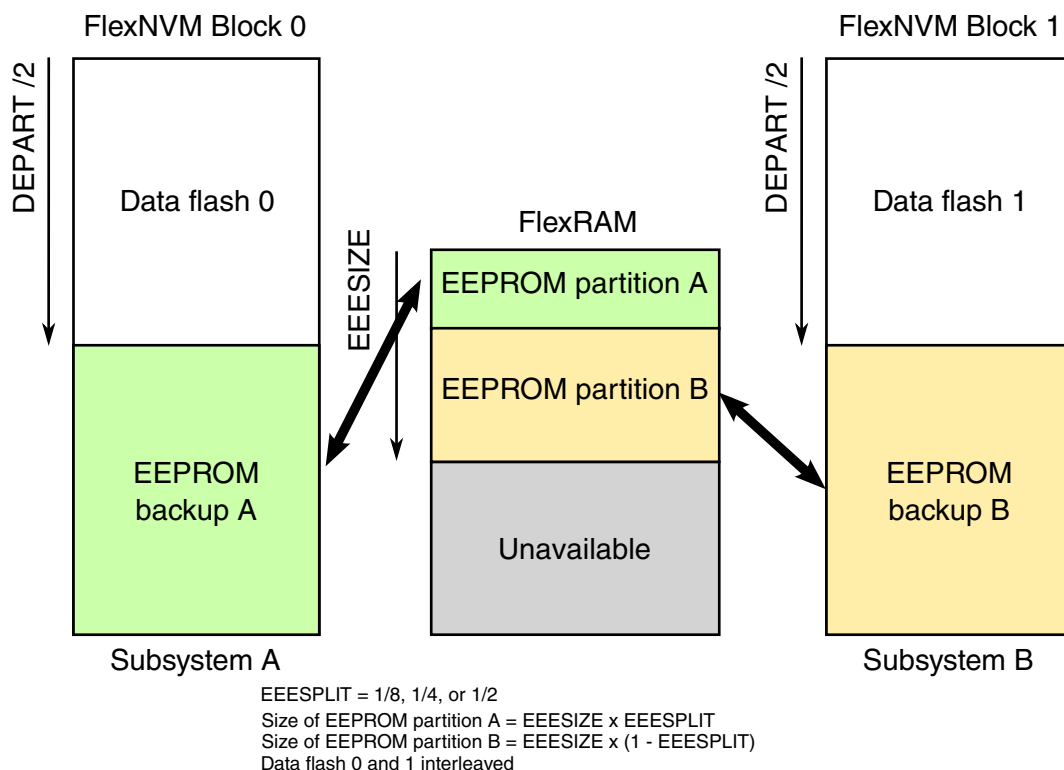 FlexNVM Block 0
FlexNVM Block 1
DEPART /2
DEPART /2
Data flash 0
Data flash 1
FlexRAM
EEESIZE
EEPROM partition A
EEPROM partition B
EEPROM
backup A
EEPROM
backup B
Unavailable
Subsystem A
Subsystem B
EEESPLIT = 1/8, 1/4, or 1/2
Size of EEPROM partition A = EEESIZE x EEESPLIT
Size of EEPROM partition B = EEESIZE x (1 - EEESPLIT)
Data flash 0 and 1 interleaved